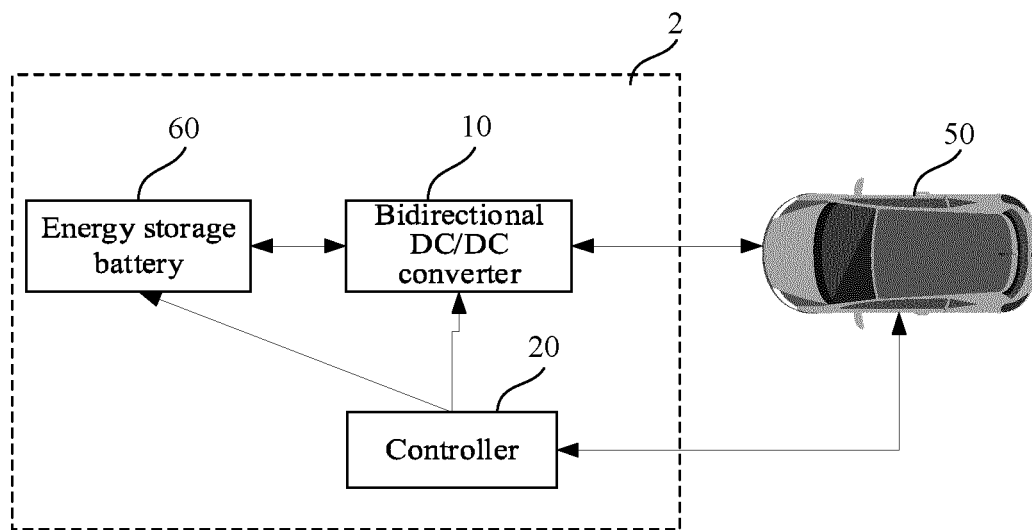 2
60
10
50
Energy storage
battery
Bidirectional
DC/DC
converter
20
Controller